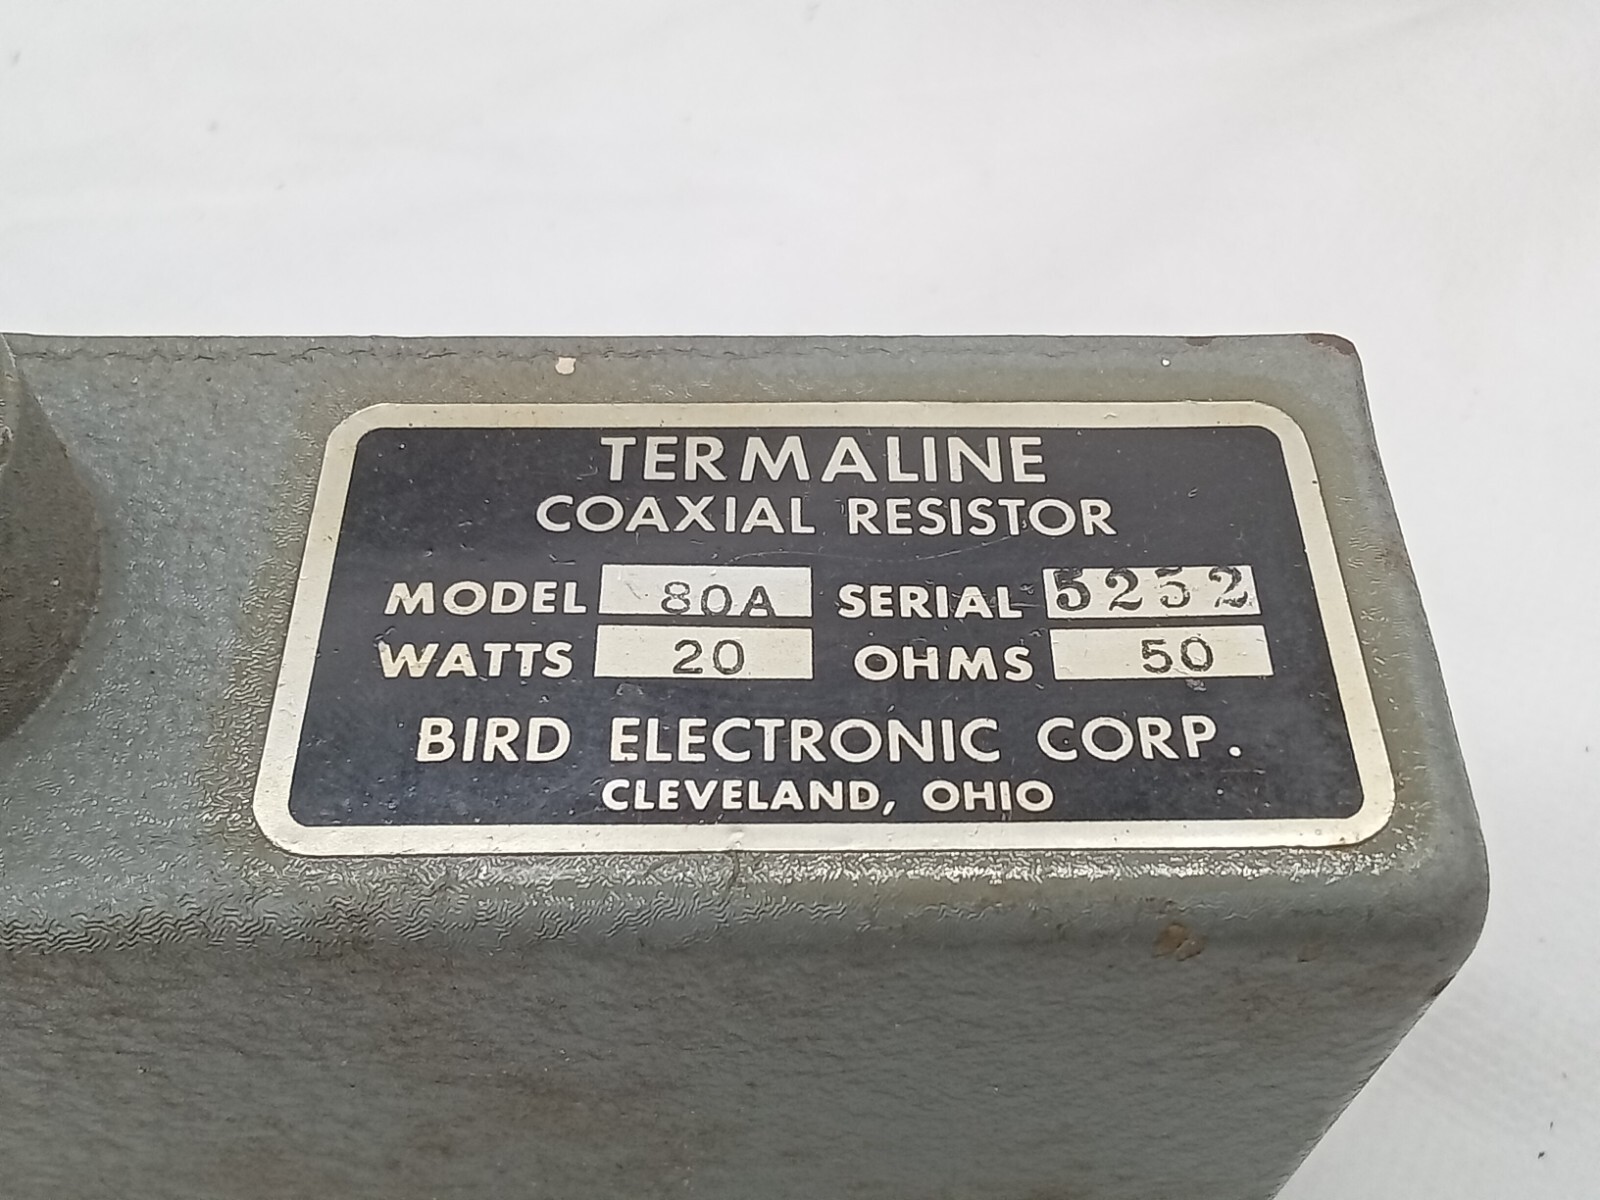 TERMALINE
COAXIAL RESISTOR
MODEL 80A SERIAL 5252
WATTS 20 OHMS 50
BIRD ELECTRONIC CORP.
CLEVELAND, OHIO